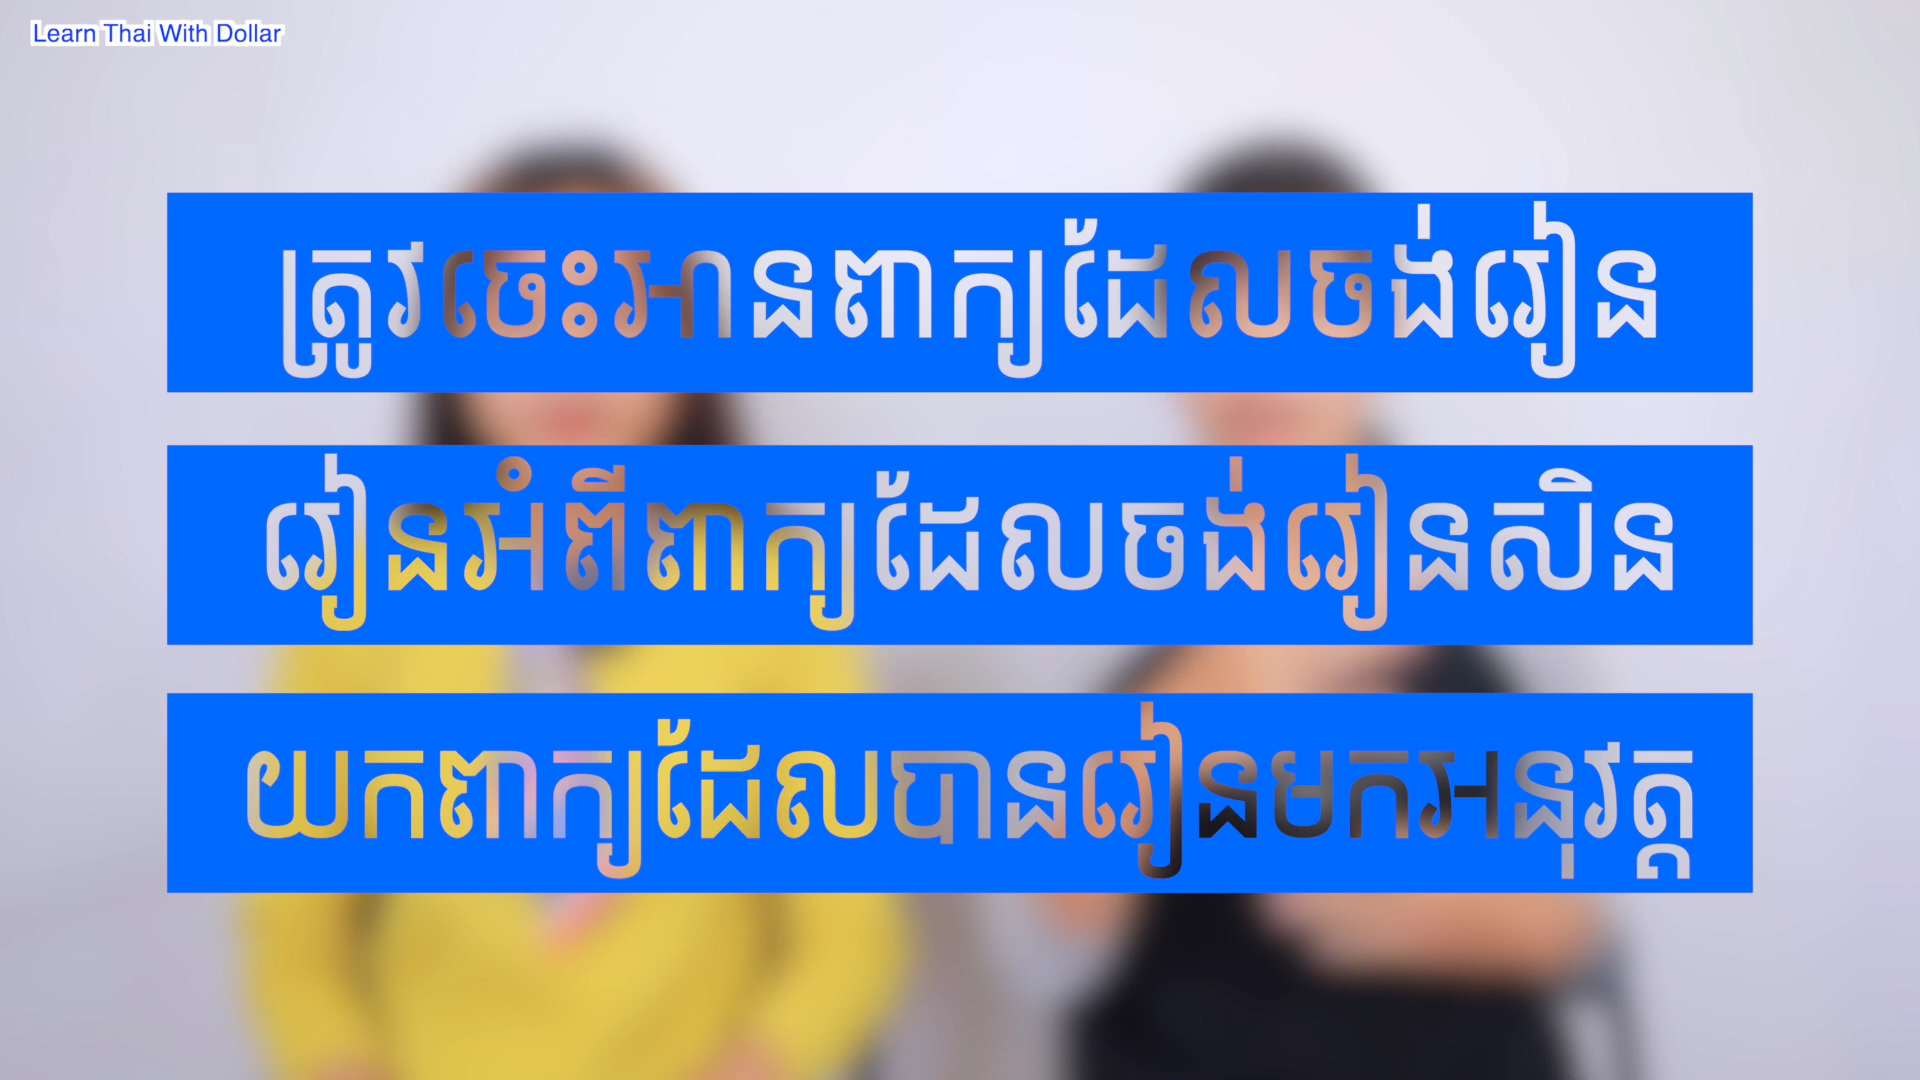 Learn Thai With Dollar
ត្រូវចេះអានពាក្យដែលចង់រៀន
រៀនអំពីពាក្យដែលចង់រៀនសិន
យកពាក្យដែលបានរៀនមកអនុវត្ត